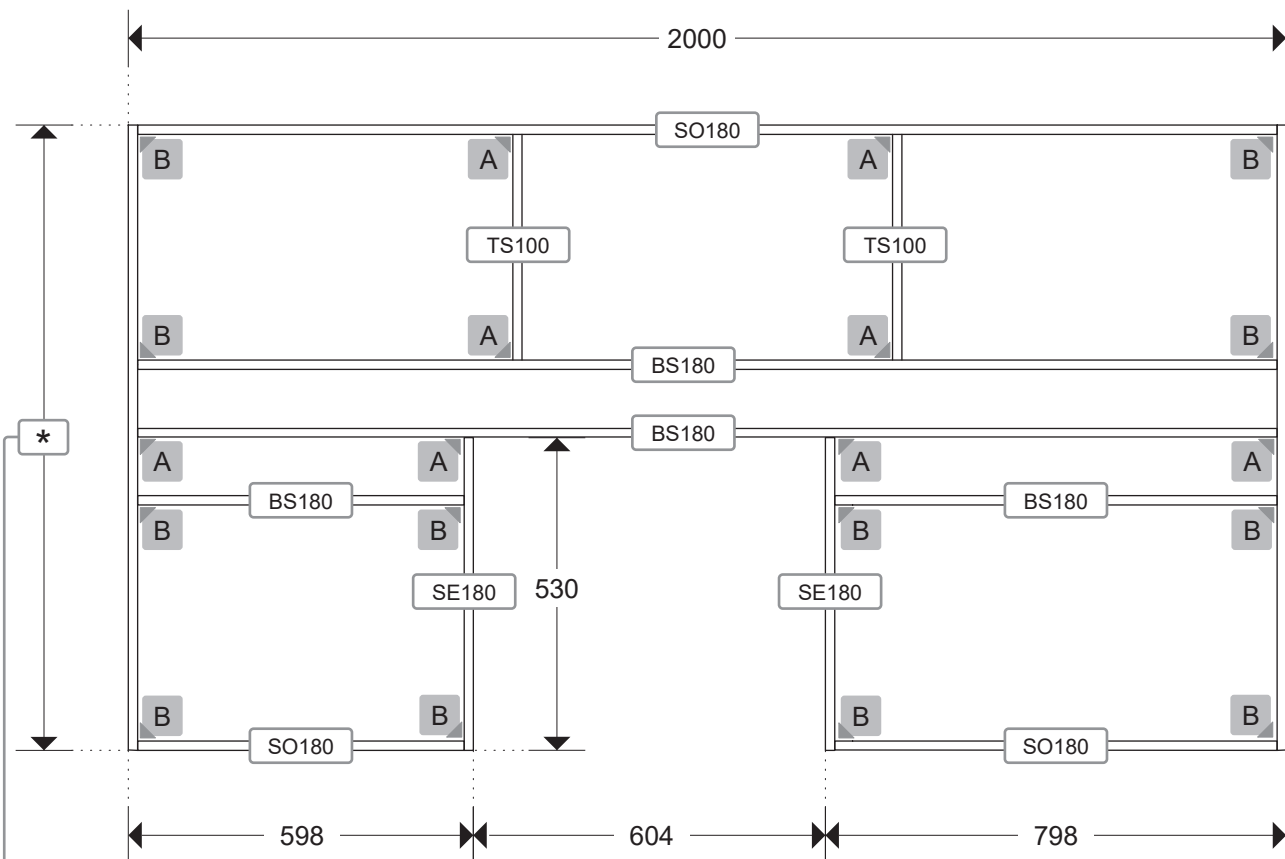 2000
SO180
B A A B
TS100 TS100
B A A B
BS180
*
BS180
A A A A
BS180 BS180
B B B B
SE180 530 SE180
B B B B
SO180 SO180
598 604 798